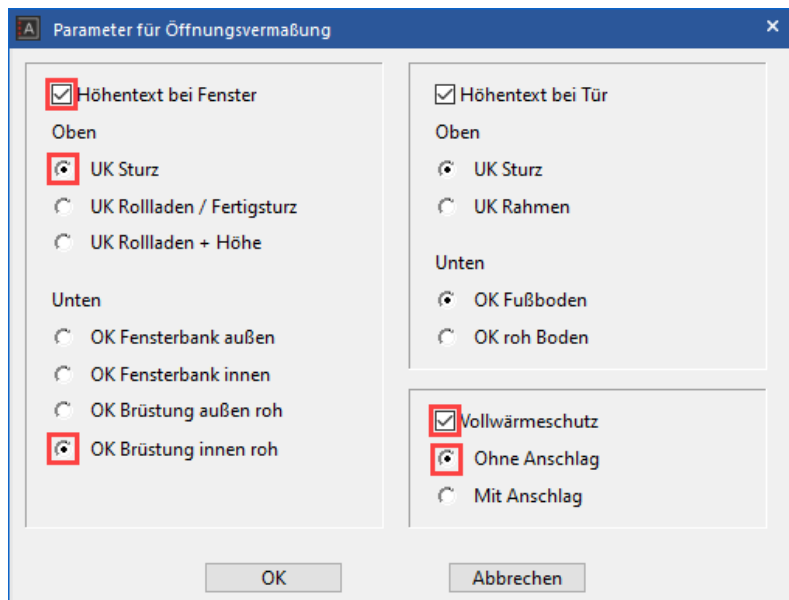 A Parameter für Öffnungsvermaßung
Höhentext bei Fenster
Oben
UK Sturz
UK Rollladen / Fertigsturz
UK Rollladen + Höhe
Unten
OK Fensterbank außen
OK Fensterbank innen
OK Brüstung außen roh
OK Brüstung innen roh
Höhentext bei Tür
Oben
UK Sturz
UK Rahmen
Unten
OK Fußboden
OK roh Boden
Vollwärmeschutz
Ohne Anschlag
Mit Anschlag
OK
Abbrechen